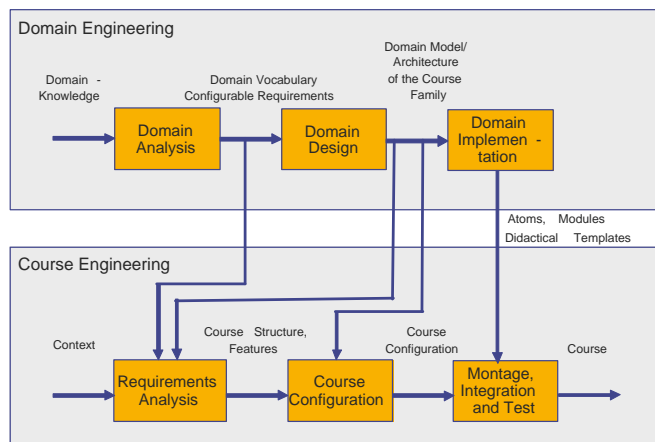 Domain Engineering
Domain -
Knowledge
Domain Vocabulary
Configurable Requirements
Domain Model/
Architecture
of the Course
Family
Domain
Analysis
Domain
Design
Domain
Implemen -
tation
Atoms, Modules
Didactical Templates
Course Engineering
Context
Course Structure,
Features
Course
Configuration
Course
Requirements
Analysis
Course
Configuration
Montage,
Integration
and Test